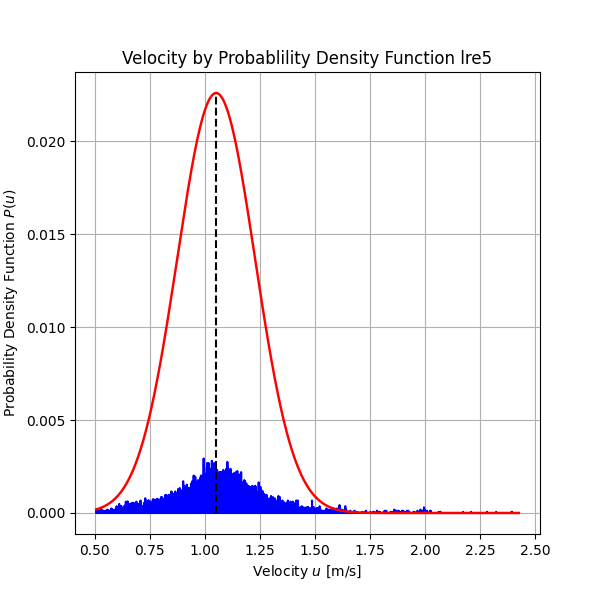 Velocity by Probablility Density Function lre5
Probability Density Function P(u)
0.020
0.015
0.010
0.005
0.000
0.50 0.75 1.00 1.25 1.50 1.75 2.00 2.25 2.50
Velocity u [m/s]